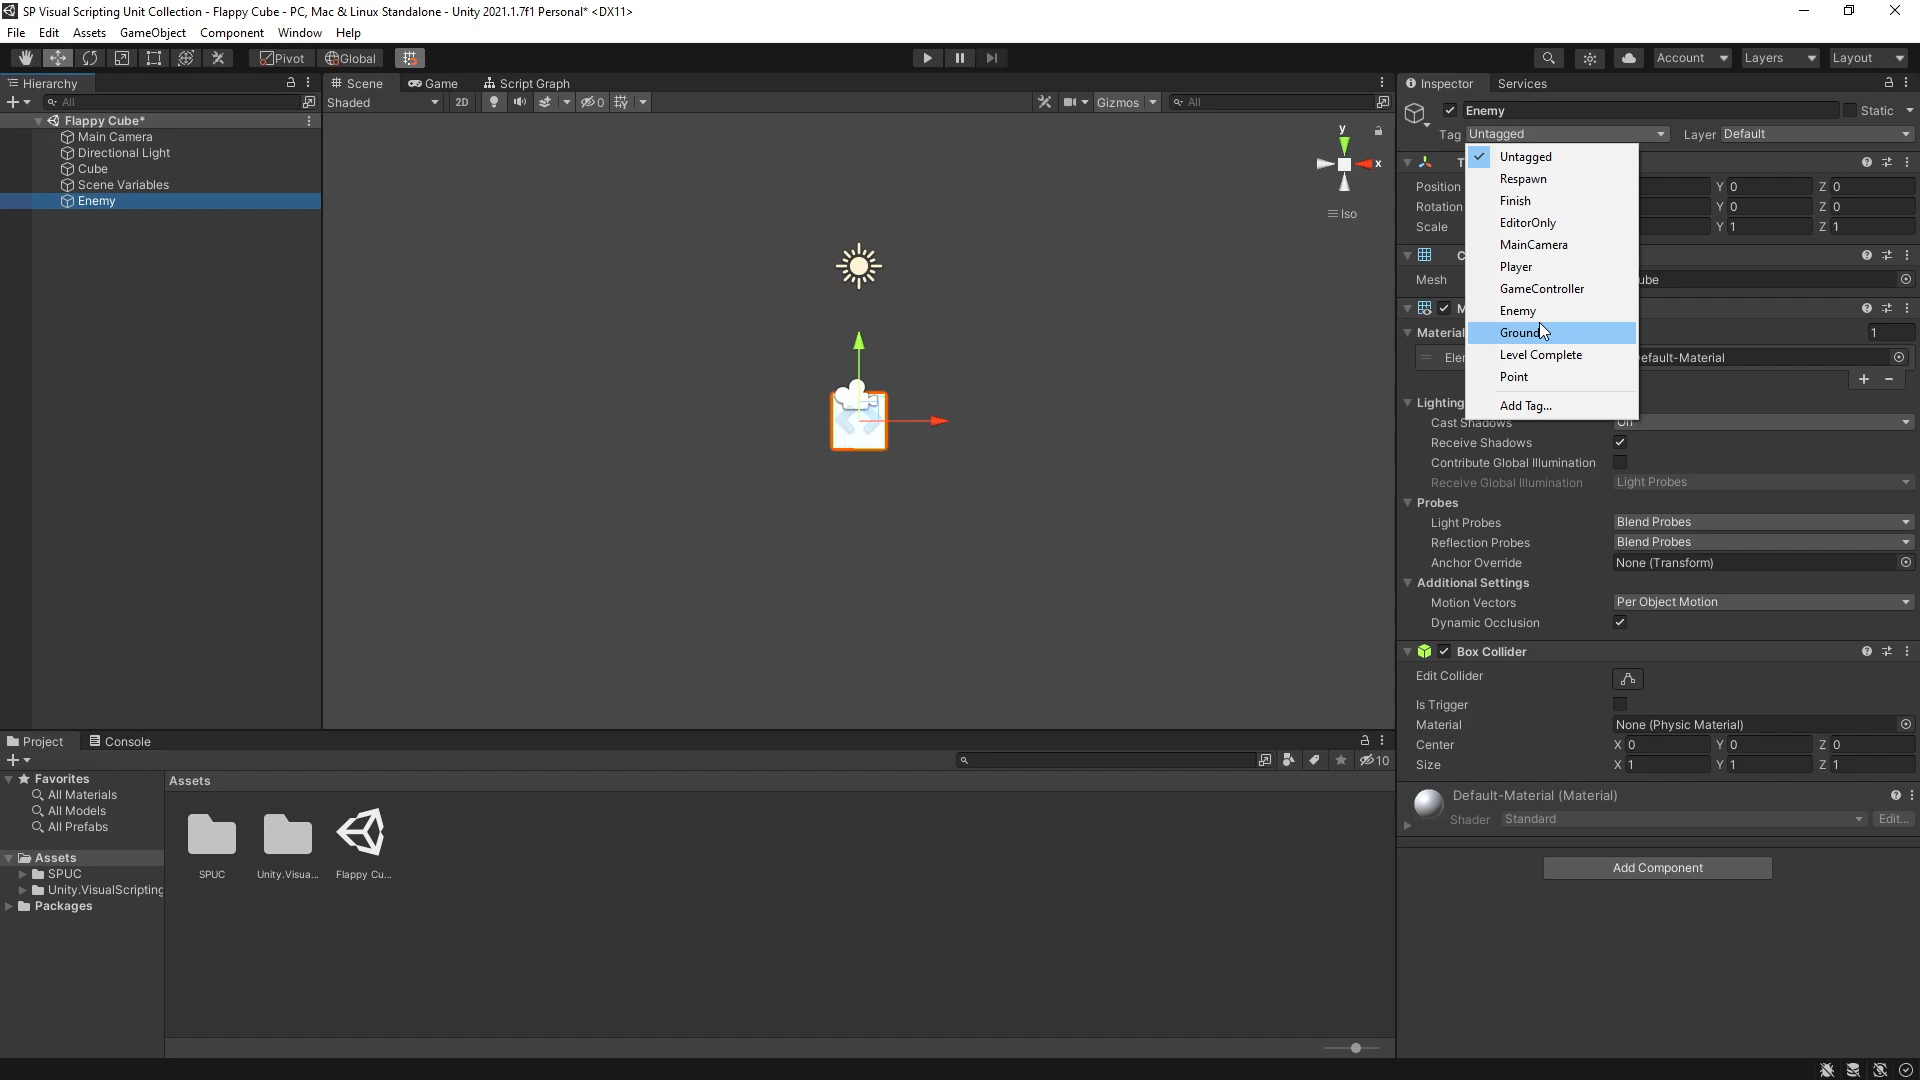 SP Visual Scripting Unit Collection - Flappy Cube - PC, Mac & Linux Standalone - Unity 2021.1.7f1 Personal* <DX11>
File Edit Assets GameObject Component Window Help
Pivot Global Account Layers Layout
Hierarchy
All
Flappy Cube*
Main Camera
Directional Light
Cube
Scene Variables
Enemy
Scene Game Script Graph
Shaded 2D 0 Gizmos All
y
x
Iso
Inspector Services
Enemy Static
Tag Untagged Layer Default
Untagged
Respawn
Finish
EditorOnly
MainCamera
Player
GameController
Enemy
Ground
Level Complete
Point
Add Tag...
Position Y 0 Z 0
Rotation Y 0 Z 0
Scale Y 1 Z 1
Mesh
Material 1
Default-Material
Lighting
Cast Shadows On
Receive Shadows
Contribute Global Illumination
Receive Global Illumination Light Probes
Probes
Light Probes Blend Probes
Reflection Probes Blend Probes
Anchor Override None (Transform)
Additional Settings
Motion Vectors Per Object Motion
Dynamic Occlusion
Box Collider
Edit Collider
Is Trigger
Material None (Physic Material)
Center X 0 Y 0 Z 0
Size X 1 Y 1 Z 1
Default-Material (Material)
Shader Standard Edit...
Add Component
Project Console
10
Favorites
All Materials
All Models
All Prefabs
Assets
SPUC
Unity.VisualScripting
Packages
Assets
SPUC Unity.Visua... Flappy Cu...